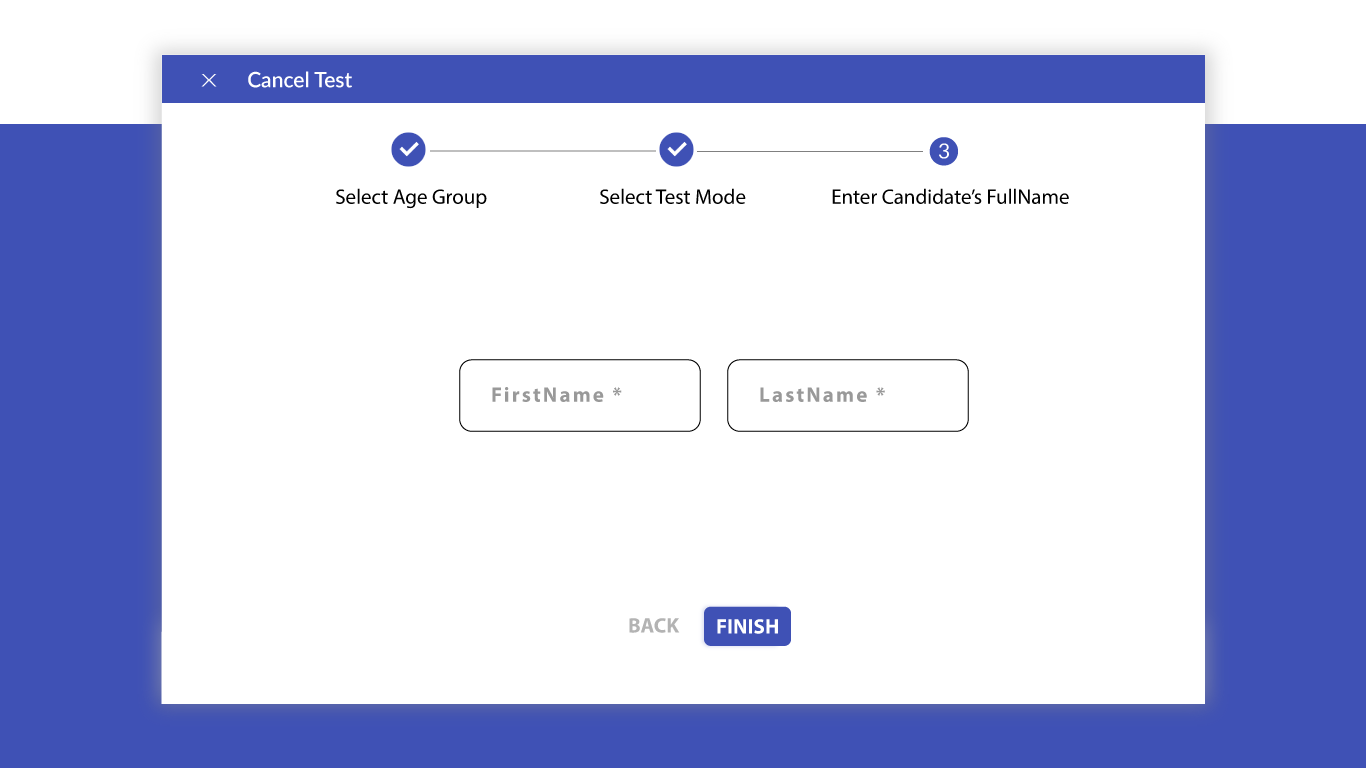 Cancel Test
3
Select Age Group Select Test Mode Enter Candidate's FullName
FirstName * LastName *
BACK FINISH